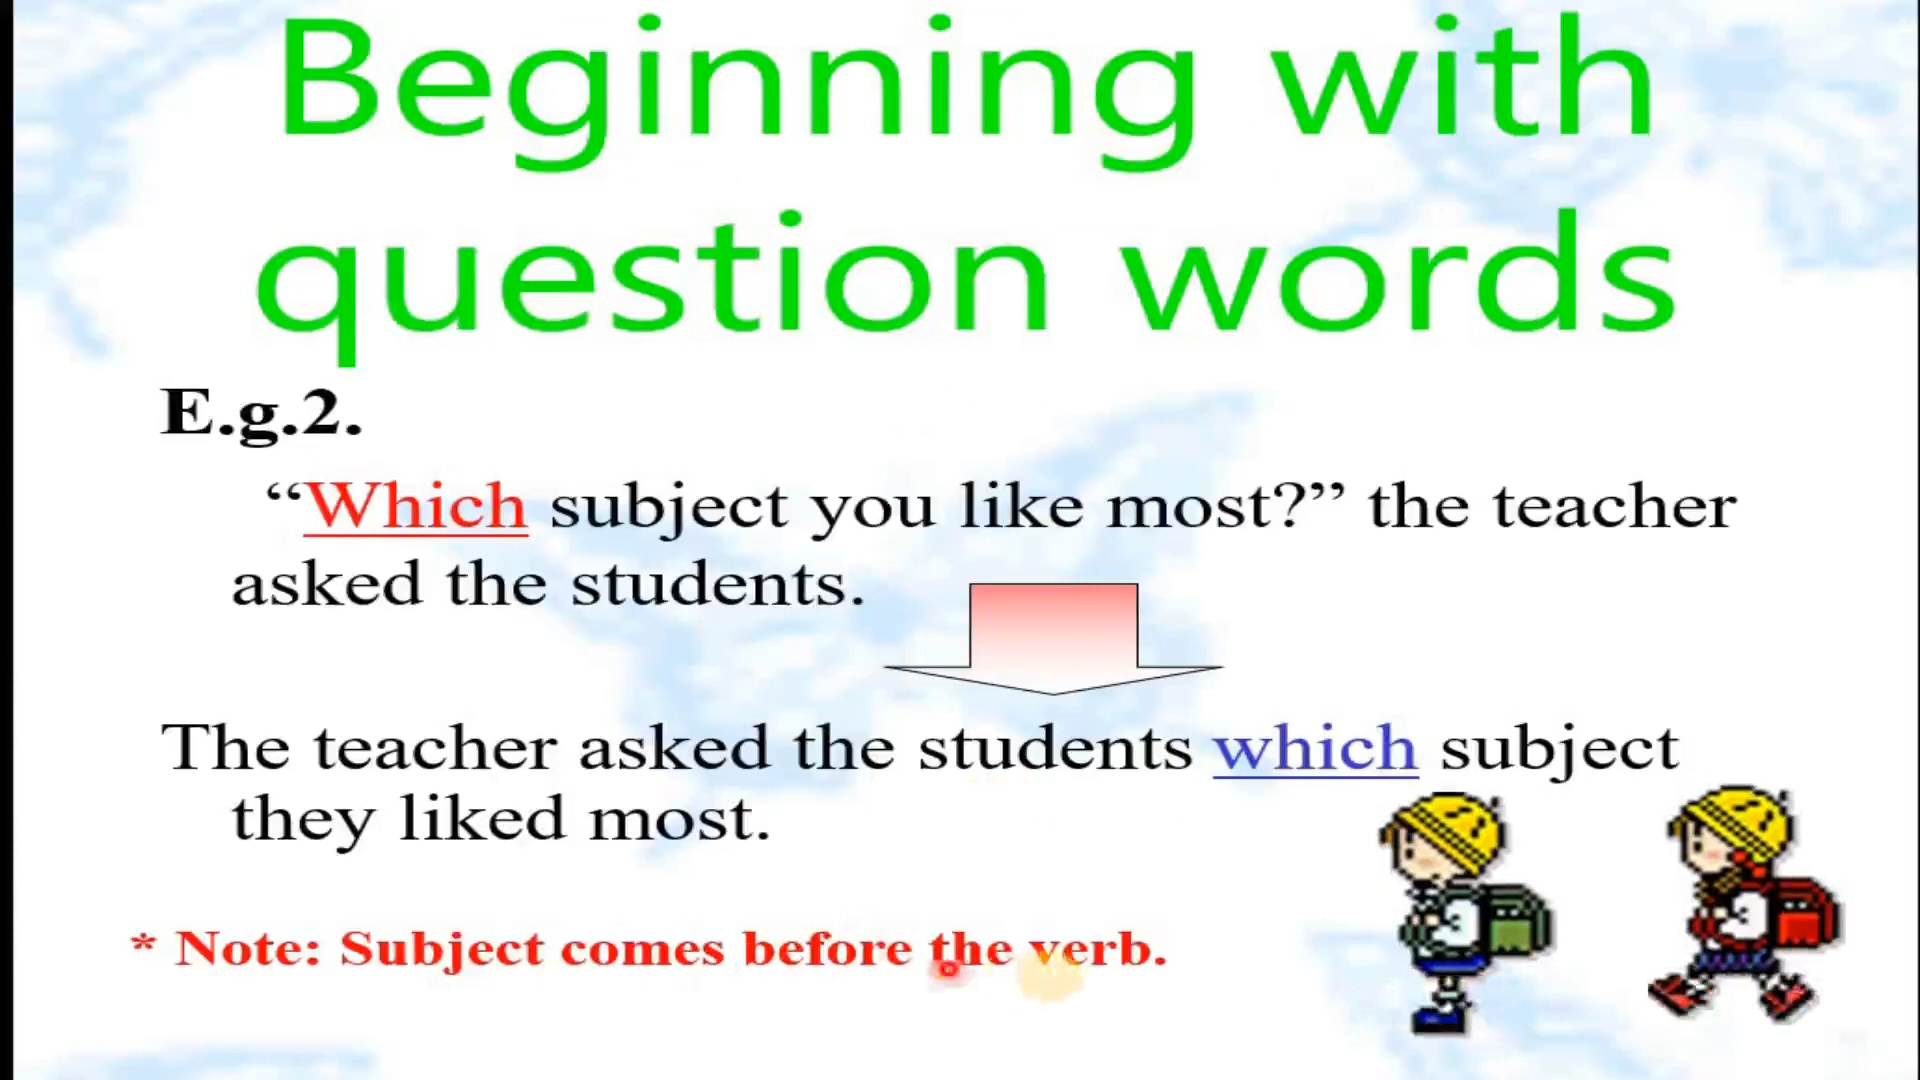 Beginning with
question words
E.g.2.
“Which subject you like most?” the teacher
asked the students.
The teacher asked the students which subject
they liked most.
* Note: Subject comes before the verb.